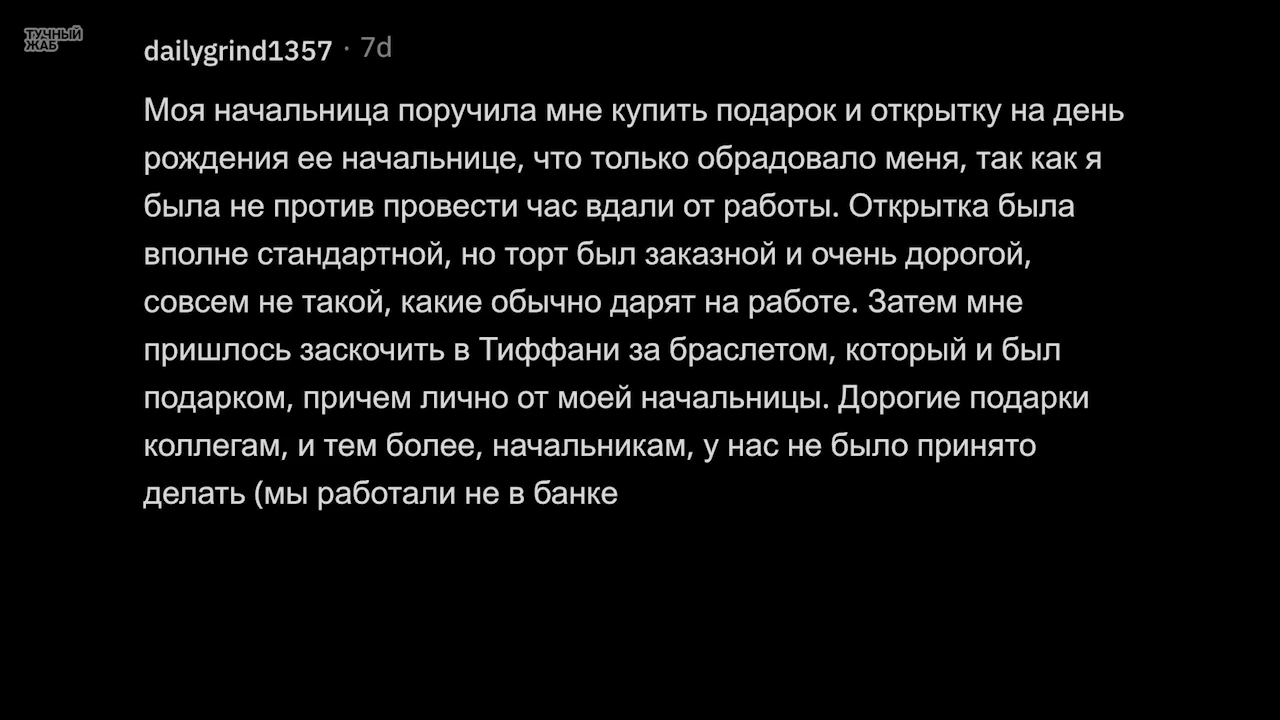 ТУЧНЫЙ
ЖАБ
dailygrind1357 · 7d
Моя начальница поручила мне купить подарок и открытку на день
рождения ее начальнице, что только обрадовало меня, так как я
была не против провести час вдали от работы. Открытка была
вполне стандартной, но торт был заказной и очень дорогой,
совсем не такой, какие обычно дарят на работе. Затем мне
пришлось заскочить в Тиффани за браслетом, который и был
подарком, причем лично от моей начальницы. Дорогие подарки
коллегам, и тем более, начальникам, у нас не было принято
делать (мы работали не в банке